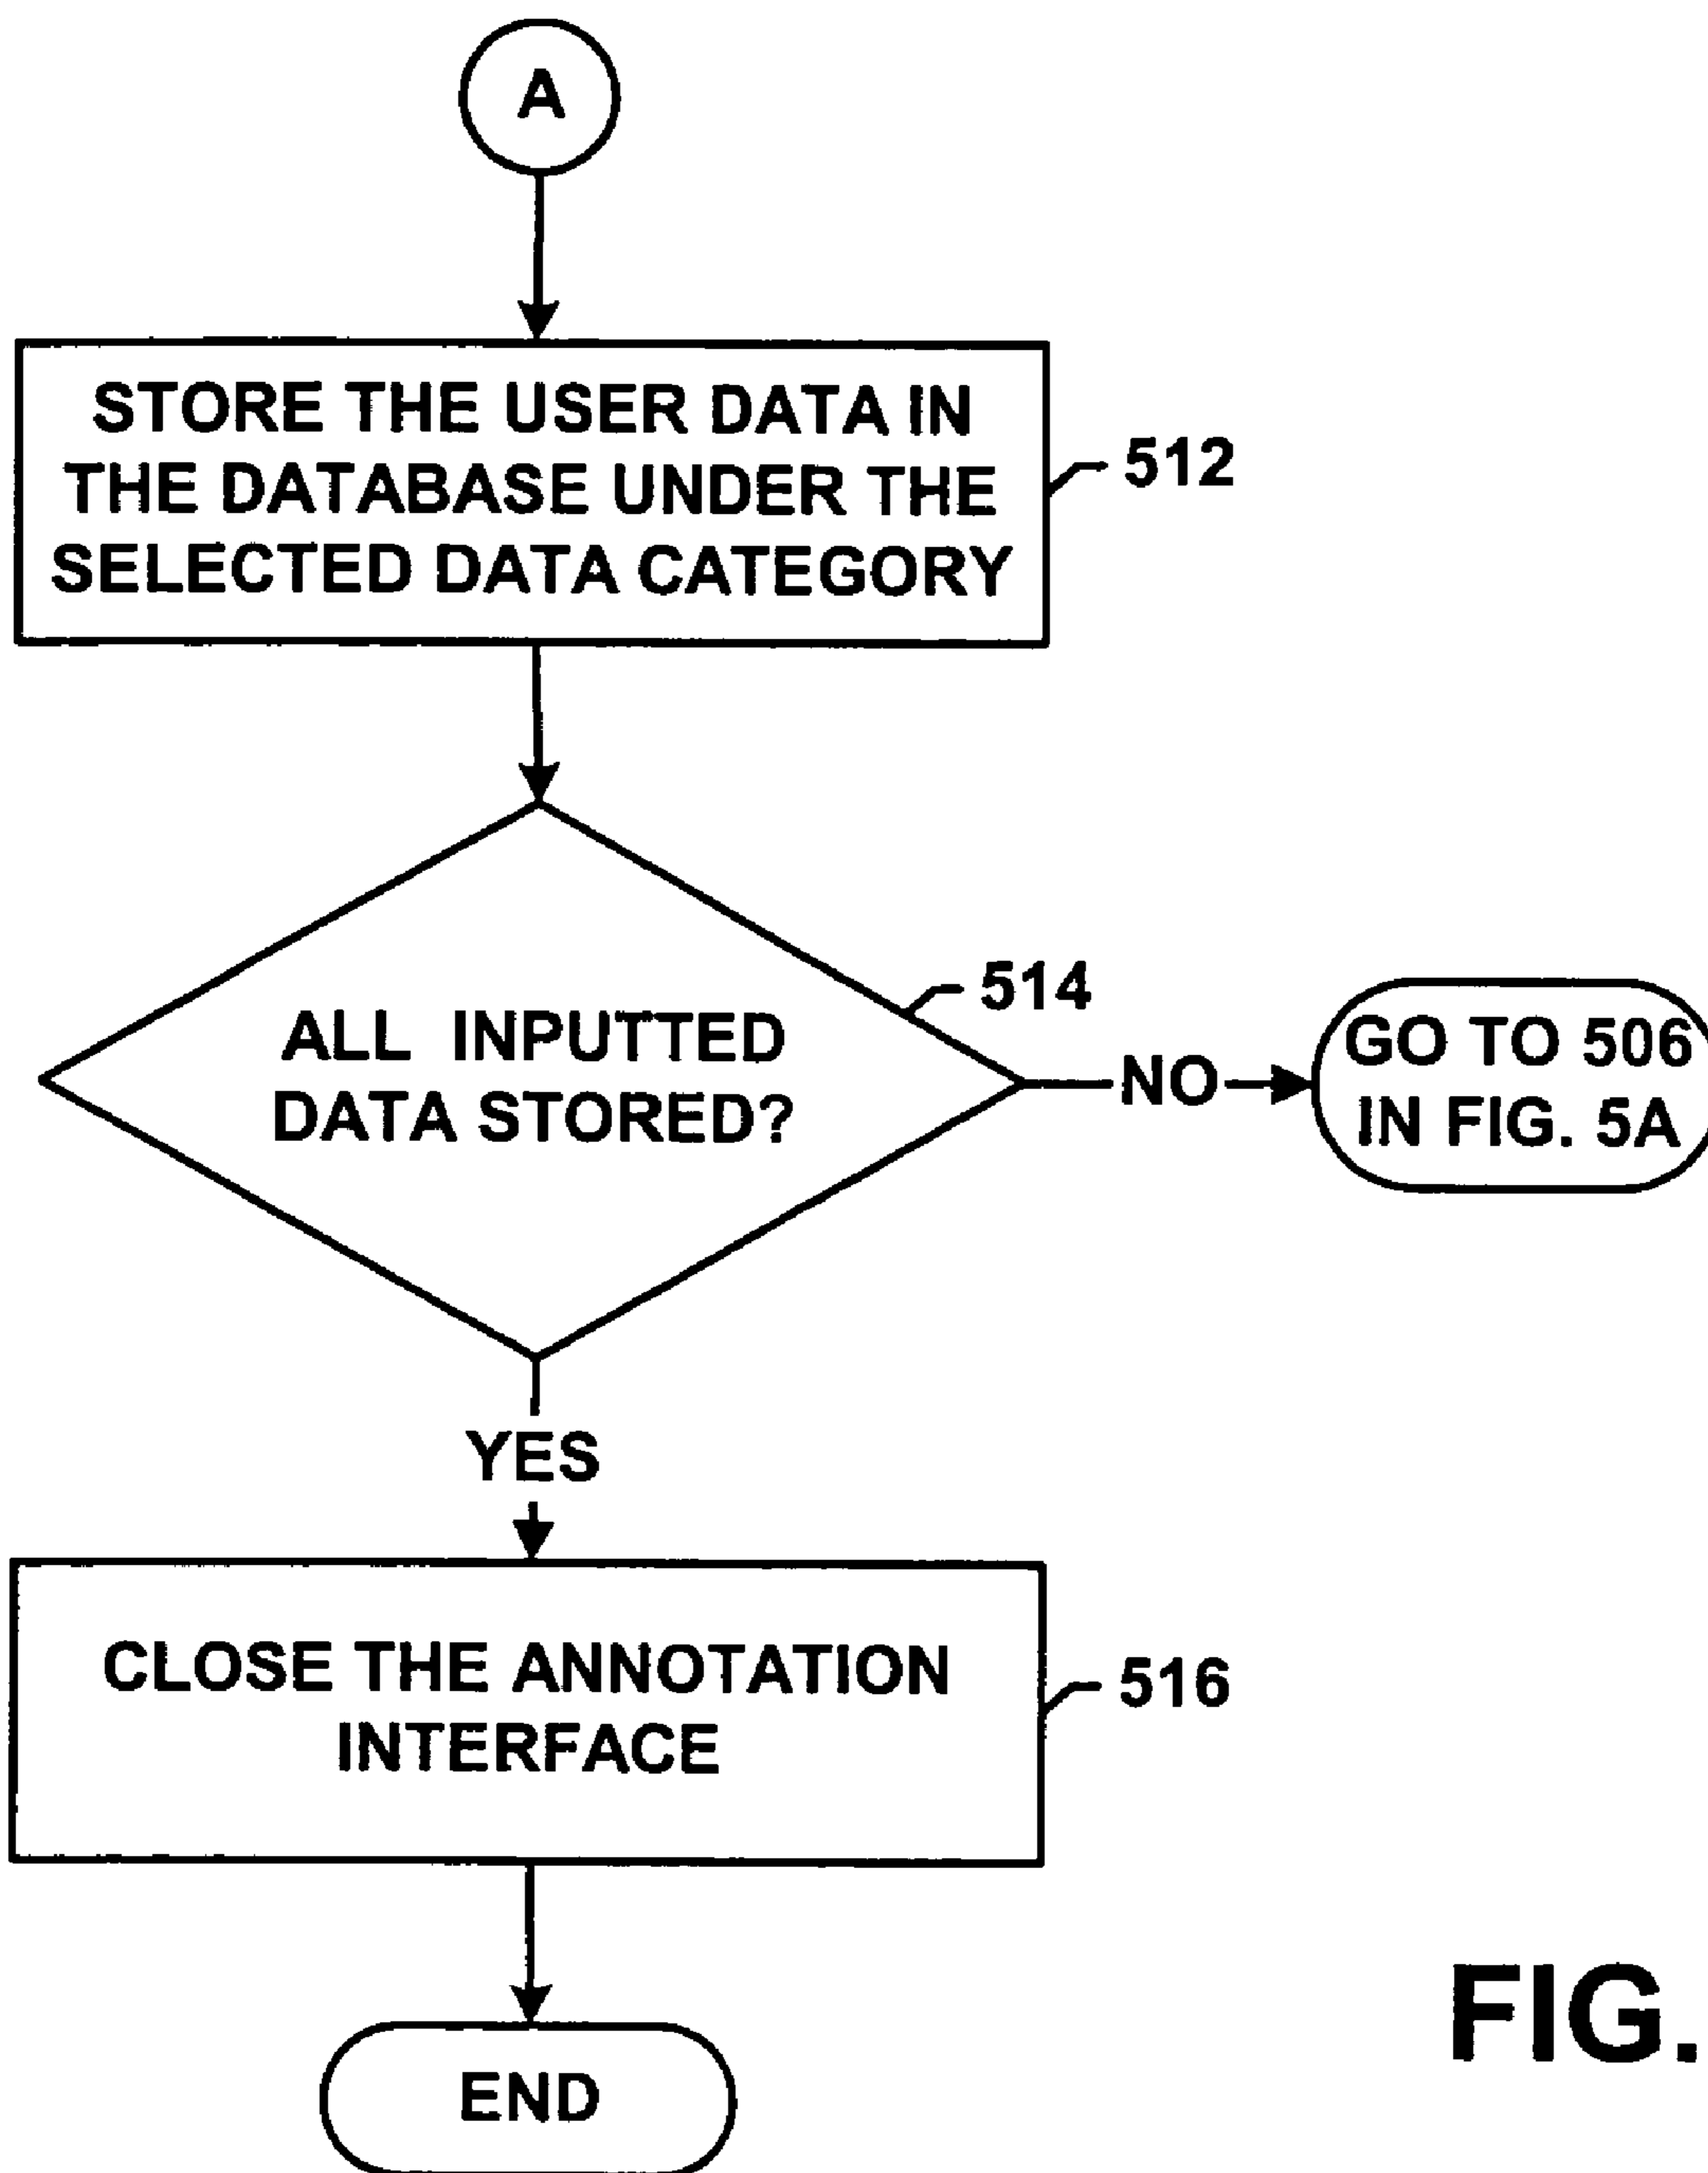 A
STORE THE USER DATA IN
THE DATABASE UNDER THE
SELECTED DATA CATEGORY
512
ALL INPUTTED
DATA STORED?
514
NO
GO TO 506
IN FIG. 5A
YES
CLOSE THE ANNOTATION
INTERFACE
516
END
FIG.